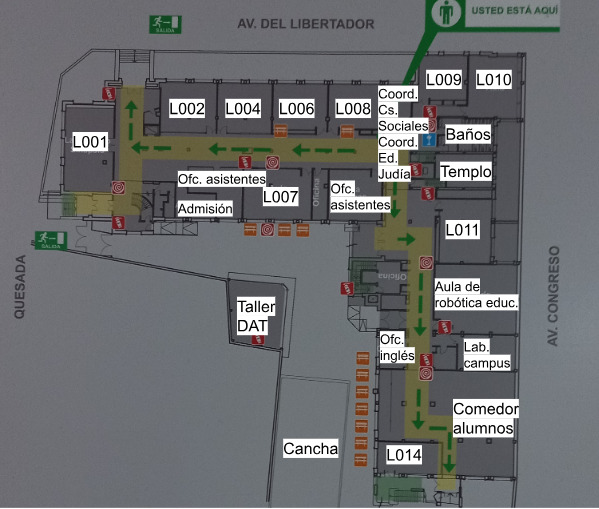 USTED ESTÁ AQUÍ
SALIDA
AV. DEL LIBERTADOR
L009
L010
L002
L004
L006
L008
Coord.
Cs.
Sociales
Coord.
Ed.
Judía
Baños
L001
Templo
Ofc. asistentes
Admisión
L007
Oficina
Ofc.
asistentes
L011
SALIDA
QUESADA
Oficina
Aula de
robótica educ.
AV. CONGRESO
Taller
DAT
Ofc.
inglés
Lab.
campus
Comedor
alumnos
Cancha
L014